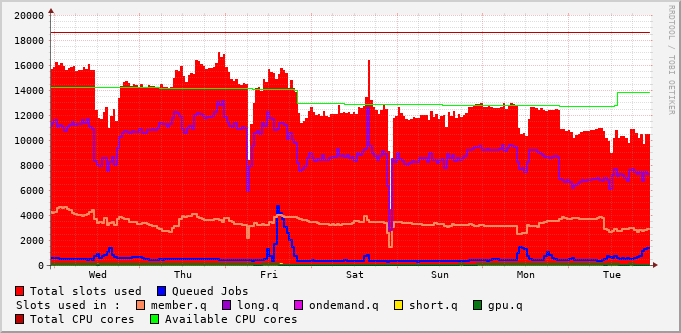 20000
18000
16000
14000
12000
10000
8000
6000
4000
2000
0
Wed Thu Fri Sat Sun Mon Tue
RRDTOOL / TOBI OETIKER
Total slots used Queued Jobs
Slots used in : member.q long.q ondemand.q short.q gpu.q
Total CPU cores Available CPU cores